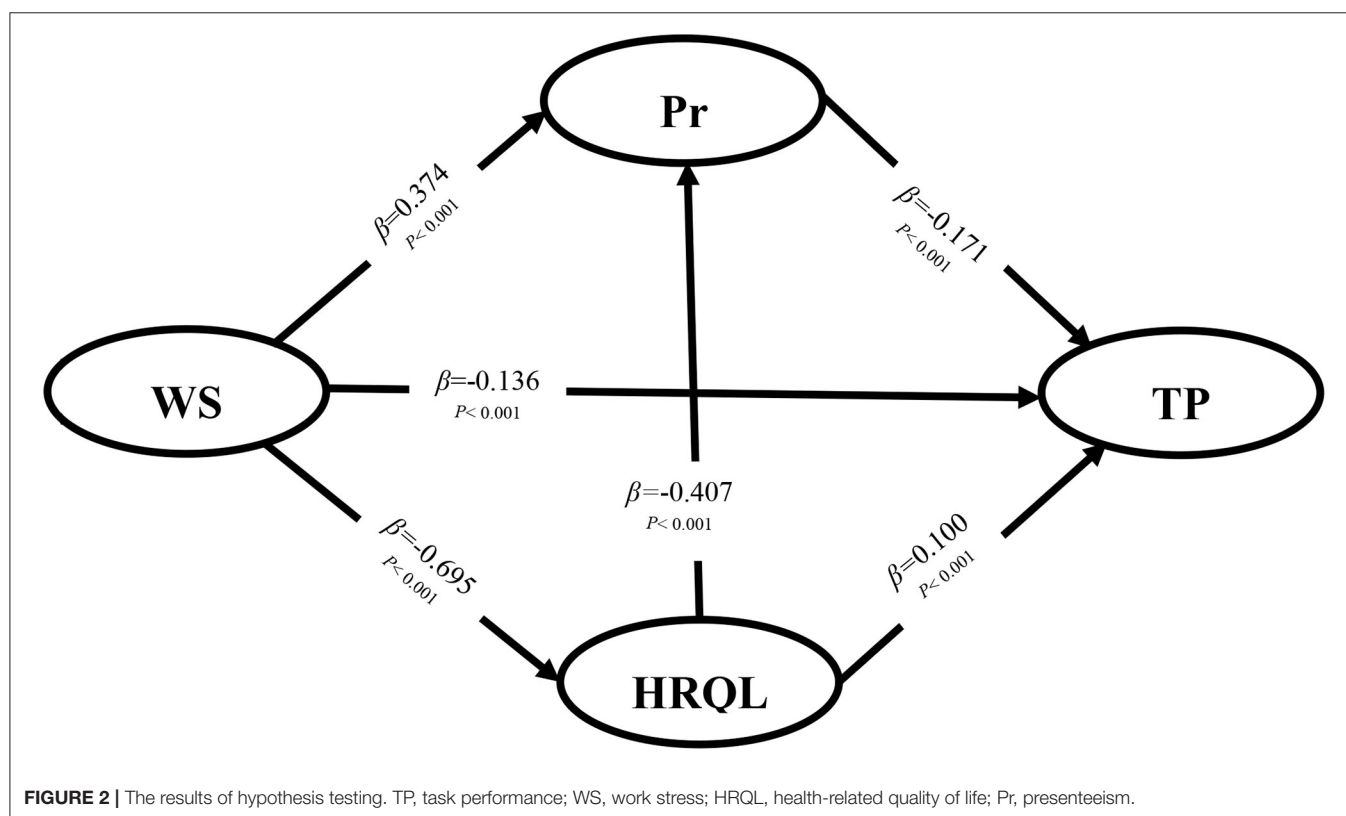 Pr
β=0.374
P< 0.001
β=-0.171
P< 0.001
WS
β=-0.136
P< 0.001
TP
β=-0.407
P< 0.001
β=-0.695
P< 0.001
β=0.100
P< 0.001
HRQL
FIGURE 2 | The results of hypothesis testing. TP, task performance; WS, work stress; HRQL, health-related quality of life; Pr, presenteeism.